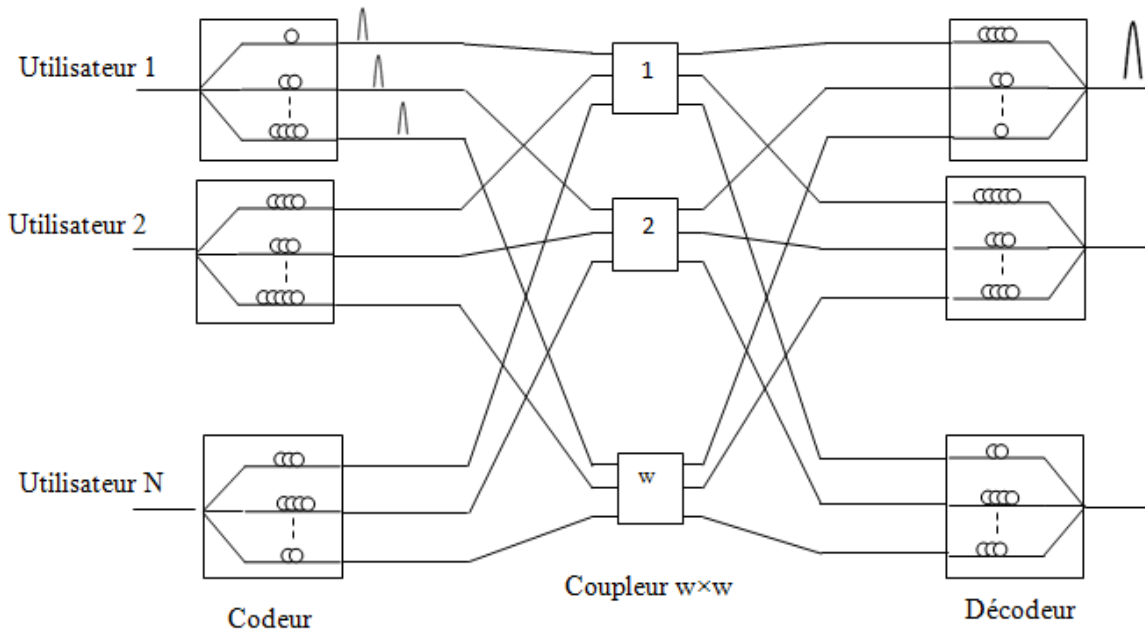 Utilisateur 1
1
Utilisateur 2
2
Utilisateur N
w
Codeur
Coupleur w×w
Décodeur